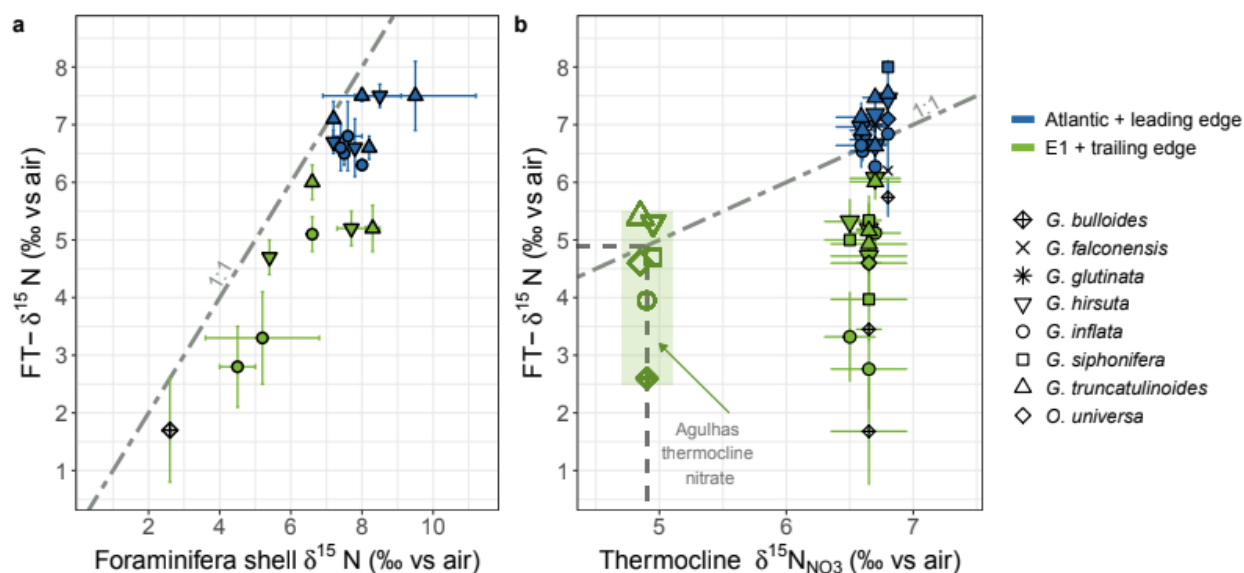 a
b
8
7
6
5
4
3
2
1
FT− δ15 N (‰ vs air)
1:1
2
4
6
8
10
Foraminifera shell δ15 N (‰ vs air)
8
7
6
5
4
3
2
1
FT− δ15 N (‰ vs air)
1:1
Agulhas
thermocline
nitrate
5
6
7
Thermocline δ15NNO3 (‰ vs air)
Atlantic + leading edge
E1 + trailing edge
G. bulloides
G. falconensis
G. glutinata
G. hirsuta
G. inflata
G. siphonifera
G. truncatulinoides
O. universa